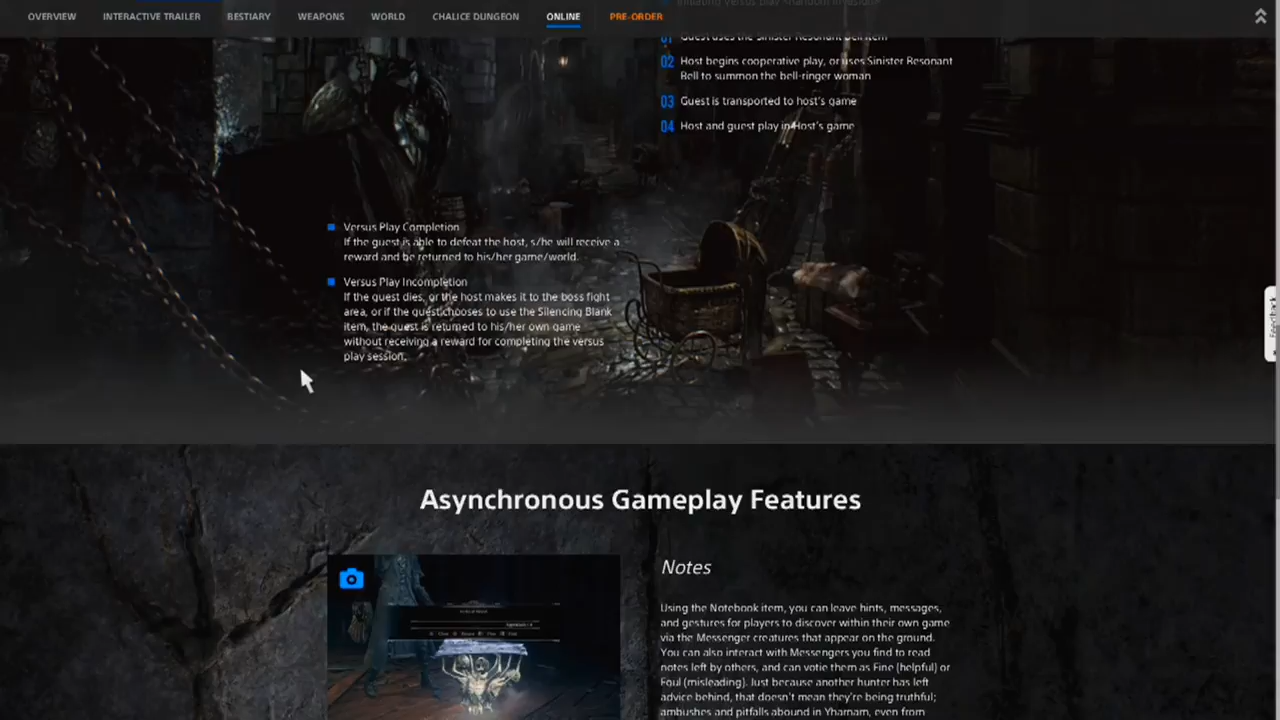 OVERVIEW INTERACTIVE TRAILER BESTIARY WEAPONS WORLD CHALICE DUNGEON ONLINE PRE-ORDER
Initiating Versus play
01 Guest uses the Sinister Resonant Bell item
02 Host begins cooperative play, or uses Sinister Resonant
Bell to summon the bell-ringer woman
03 Guest is transported to host's game
04 Host and guest play in Host's game
Versus Play Completion
If the guest is able to defeat the host, s/he will receive a
reward and be returned to his/her game/world.
Versus Play Incompletion
If the guest dies, or the host makes it to the boss fight
area, or if the guest chooses to use the Silencing Blank
item, the guest is returned to his/her own game
without receiving a reward for completing the versus
play session.
Feedback
Asynchronous Gameplay Features
Notes
Using the Notebook item, you can leave hints, messages,
and gestures for players to discover within their own game
via the Messenger creatures that appear on the ground.
You can also interact with Messengers you find to read
notes left by others, and can votie them as Fine (helpful) or
Foul (misleading). Just because another hunter has left
advice behind, that doesn't mean they're being truthful;
ambushes and pitfalls abound in Yharnam, even from